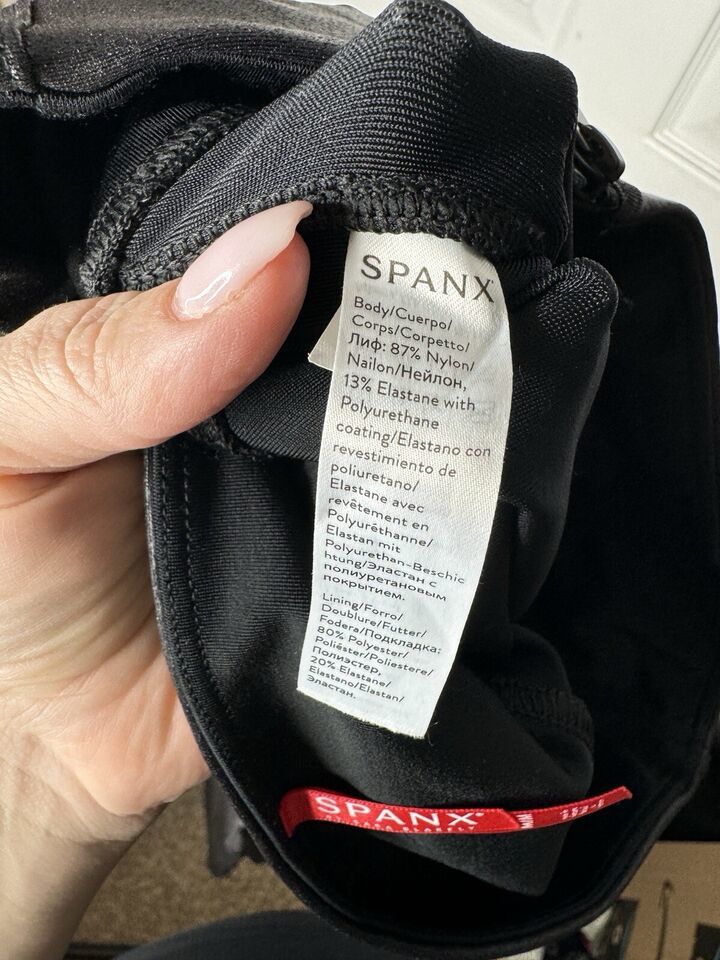 SPANX
Body/Cuerpo/
Corps/Corpetto/
Лиф: 87% Nylon/
Nailon/Нейлон,
13% Elastane with
Polyurethane
coating/Elastano con
revestimiento de
poliuretano/
Elastane avec
revêtement en
Polyuréthanne/
Elastan mit
Polyurethan-Beschic
htung/Эластан с
полиуретановым
покрытием.
Lining/Forro/
Doublure/Futter/
Fodera/Подкладка:
80% Polyester/
Poliéster/Poliestere/
Полиэстер,
20% Elastane/
Elastano/Elastan/
Эластан.
SPANX